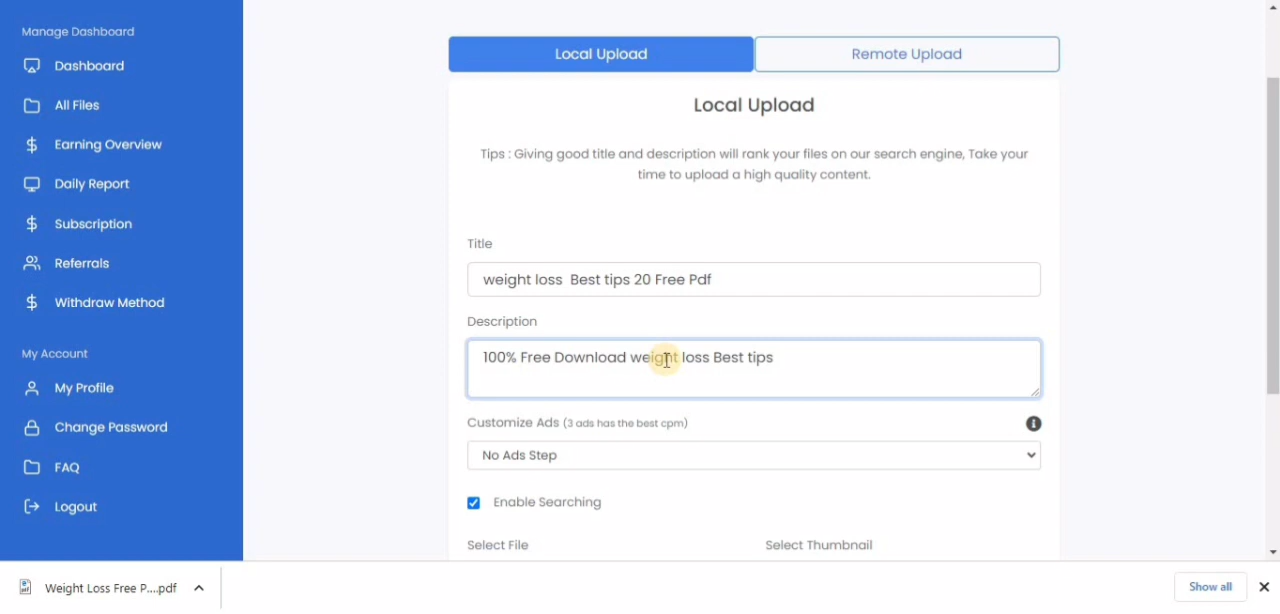 Manage Dashboard
Dashboard
All Files
Earning Overview
Daily Report
Subscription
Referrals
Withdraw Method
My Account
My Profile
Change Password
FAQ
Logout
Local Upload
Remote Upload
Local Upload
Tips : Giving good title and description will rank your files on our search engine, Take your
time to upload a high quality content.
Title
weight loss  Best tips 20 Free Pdf
Description
100% Free Download weight loss Best tips
Customize Ads (3 ads has the best cpm)
No Ads Step
Enable Searching
Select File
Select Thumbnail
Weight Loss Free P....pdf
Show all